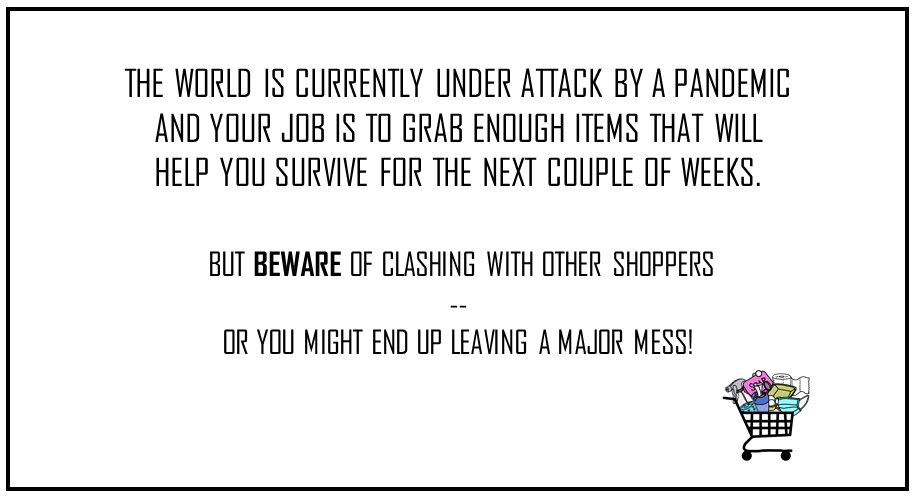 THE WORLD IS CURRENTLY UNDER ATTACK BY A PANDEMIC
AND YOUR JOB IS TO GRAB ENOUGH ITEMS THAT WILL
HELP YOU SURVIVE FOR THE NEXT COUPLE OF WEEKS.
BUT BEWARE OF CLASHING WITH OTHER SHOPPERS
--
OR YOU MIGHT END UP LEAVING A MAJOR MESS!